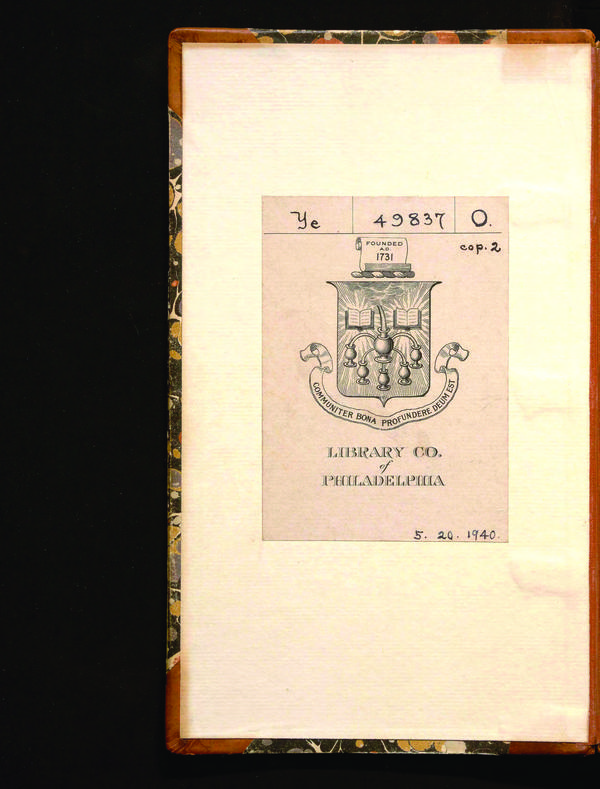 Ye 49837 O.
cop. 2
FOUNDED
A.D.
1731
COMMUNITER BONA PROFUNDERE DEUM EST
LIBRARY CO.
of
PHILADELPHIA
5. 20. 1940.